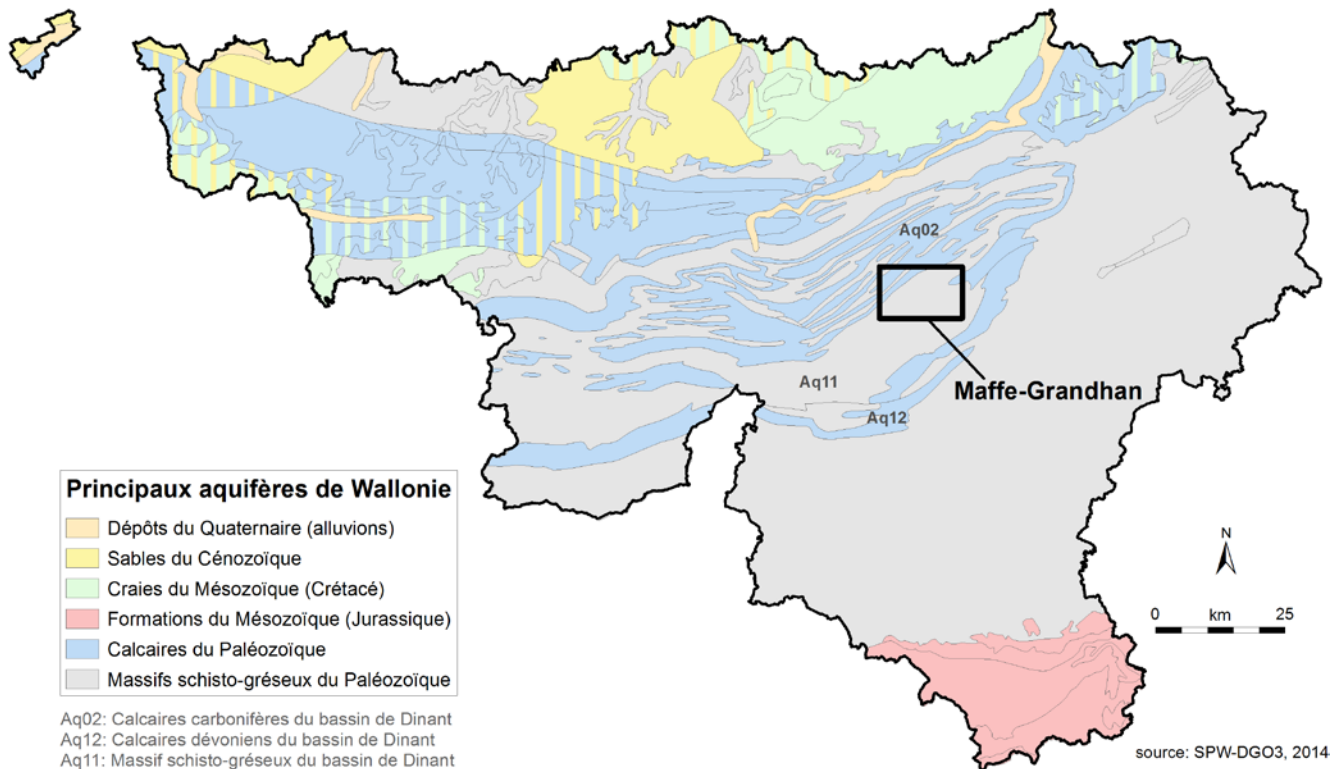 Aq02
Aq11
Maffe-Grandhan
Aq12
Principaux aquifères de Wallonie
Dépôts du Quaternaire (alluvions)
Sables du Cénozoïque
Craies du Mésozoïque (Crétacé)
Formations du Mésozoïque (Jurassique)
Calcaires du Paléozoïque
Massifs schisto-gréseux du Paléozoïque
Aq02: Calcaires carbonifères du bassin de Dinant
Aq12: Calcaires dévoniens du bassin de Dinant
Aq11: Massif schisto-gréseux du bassin de Dinant
N
0 km 25
source: SPW-DGO3, 2014